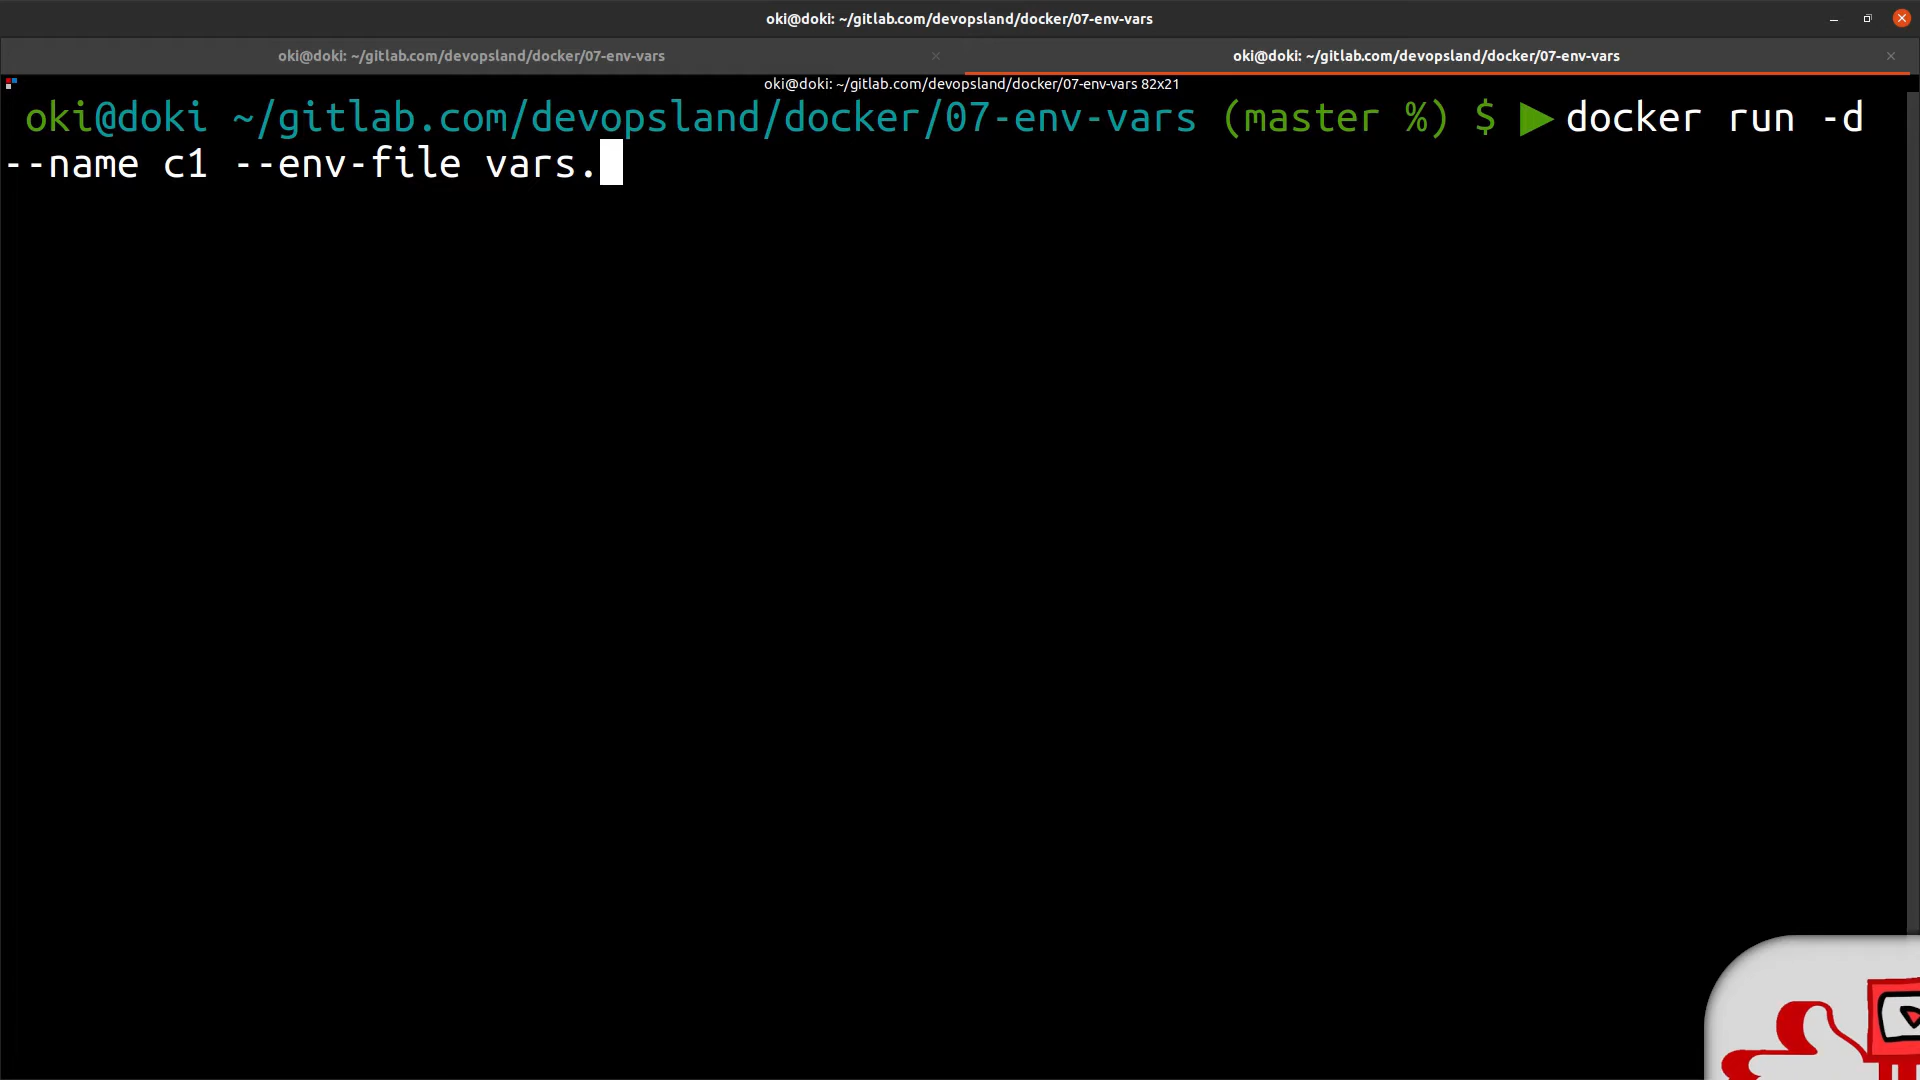 oki@doki: ~/gitlab.com/devopsland/docker/07-env-vars
oki@doki: ~/gitlab.com/devopsland/docker/07-env-vars
oki@doki: ~/gitlab.com/devopsland/docker/07-env-vars
oki@doki: ~/gitlab.com/devopsland/docker/07-env-vars 82x21
oki@doki ~/gitlab.com/devopsland/docker/07-env-vars (master %) $ ▶ docker run -d
--name c1 --env-file vars.